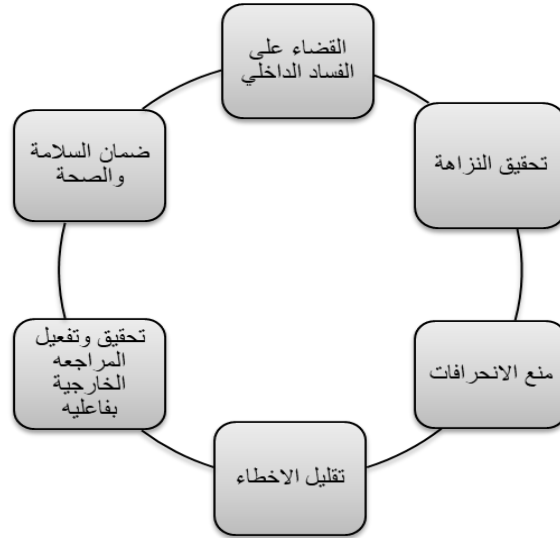 القضاء على
الفساد الداخلي
تحقيق النزاهة
منع الانحرافات
تقليل الاخطاء
تحقيق وتفعيل
المراجعه
الخارجية
بفاعليه
ضمان السلامة
والصحة